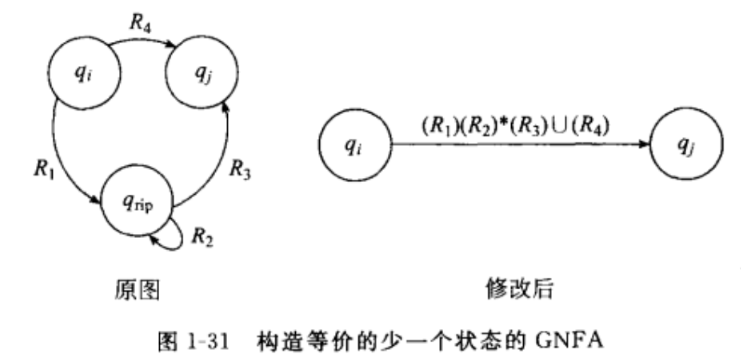 R₄
qᵢ
qⱼ
(R₁)(R₂)*(R₃)∪(R₄)
qᵢ
qⱼ
R₁
R₃
q_rip
R₂
原图
修改后
图 1-31 构造等价的少一个状态的 GNFA